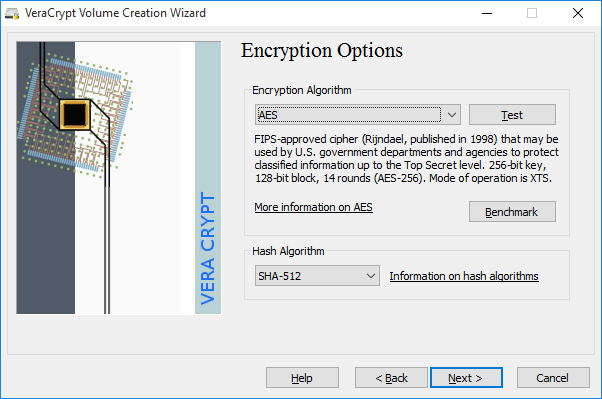 VeraCrypt Volume Creation Wizard
VERA CRYPT
Encryption Options
Encryption Algorithm
AES
Test
FIPS-approved cipher (Rijndael, published in 1998) that may be
used by U.S. government departments and agencies to protect
classified information up to the Top Secret level. 256-bit key,
128-bit block, 14 rounds (AES-256). Mode of operation is XTS.
More information on AES
Benchmark
Hash Algorithm
SHA-512
Information on hash algorithms
Help
< Back
Next >
Cancel